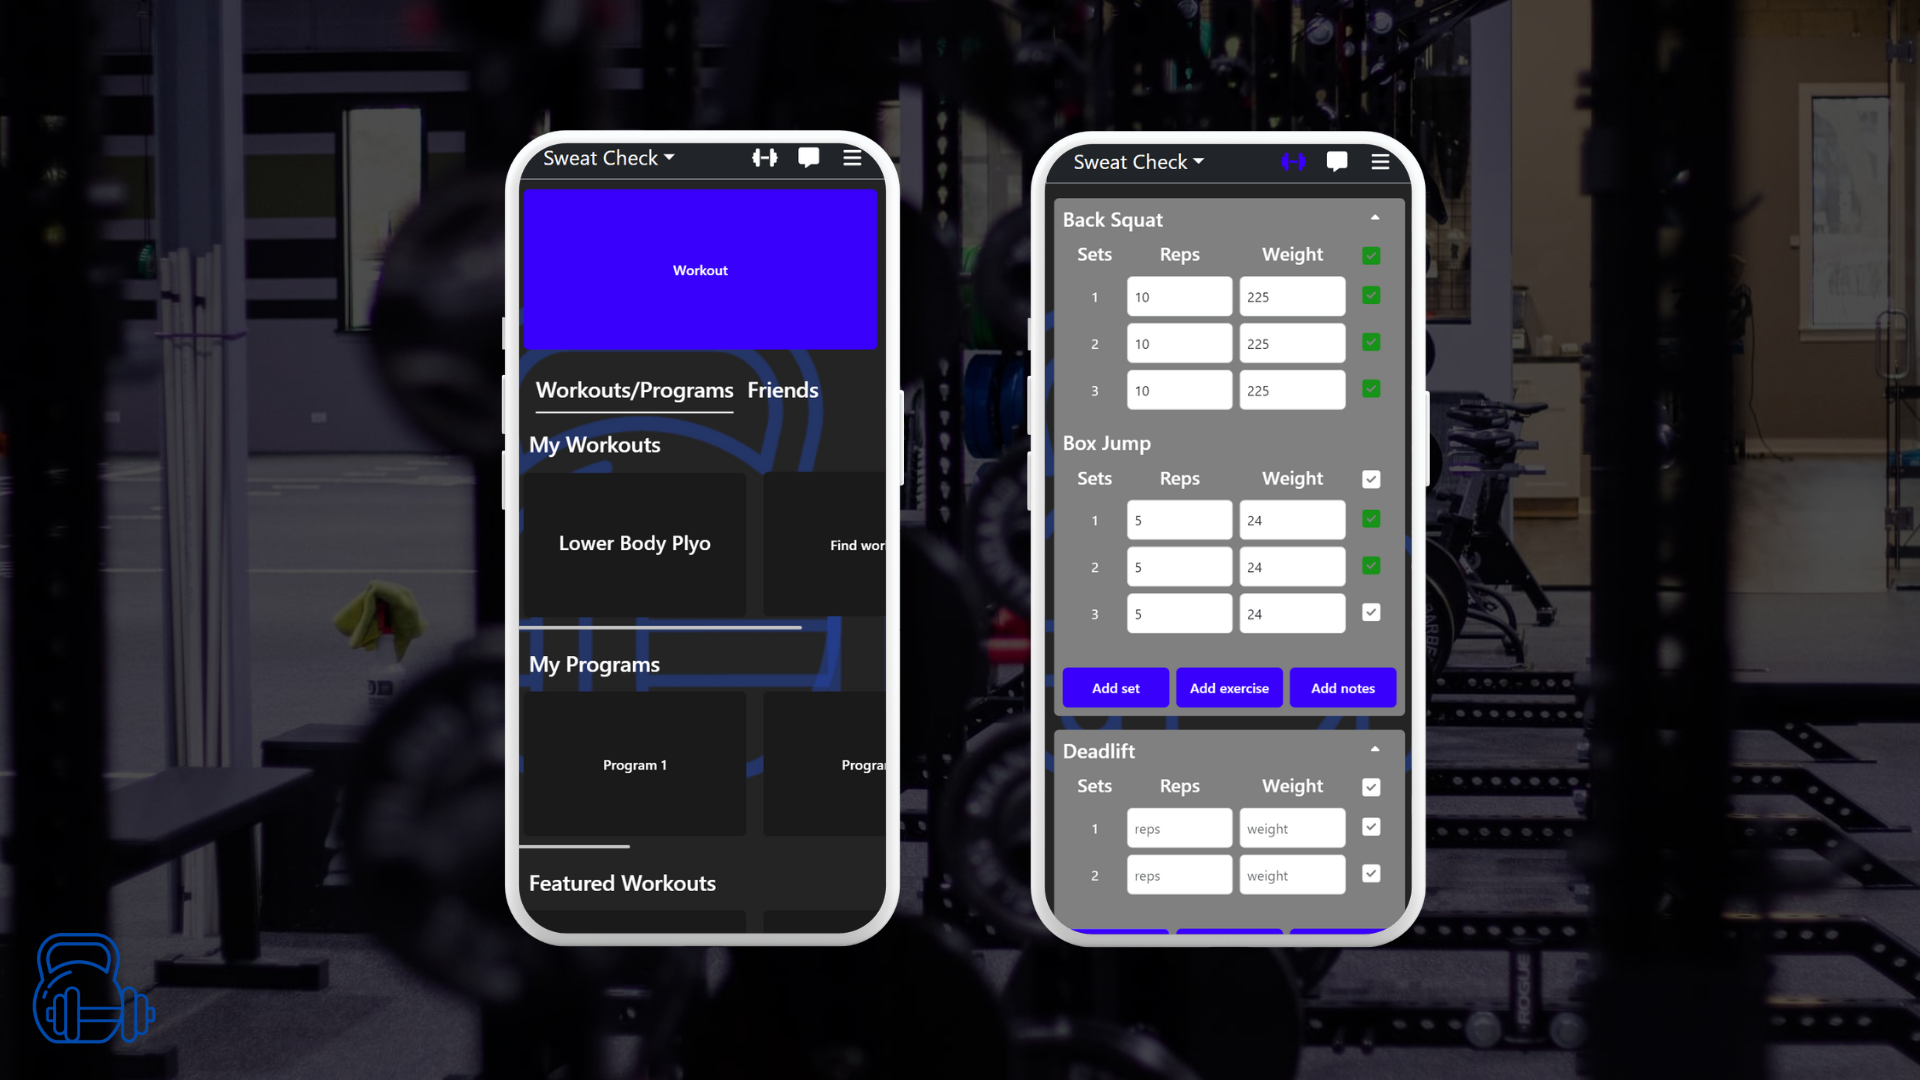 Sweat Check
Workout
Workouts/Programs Friends
My Workouts
Lower Body Plyo
Find wor
My Programs
Program 1
Progra
Featured Workouts
Sweat Check
Back Squat
Sets Reps Weight
1 10 225
2 10 225
3 10 225
Box Jump
Sets Reps Weight
1 5 24
2 5 24
3 5 24
Add set Add exercise Add notes
Deadlift
Sets Reps Weight
1 reps weight
2 reps weight
ROGUE